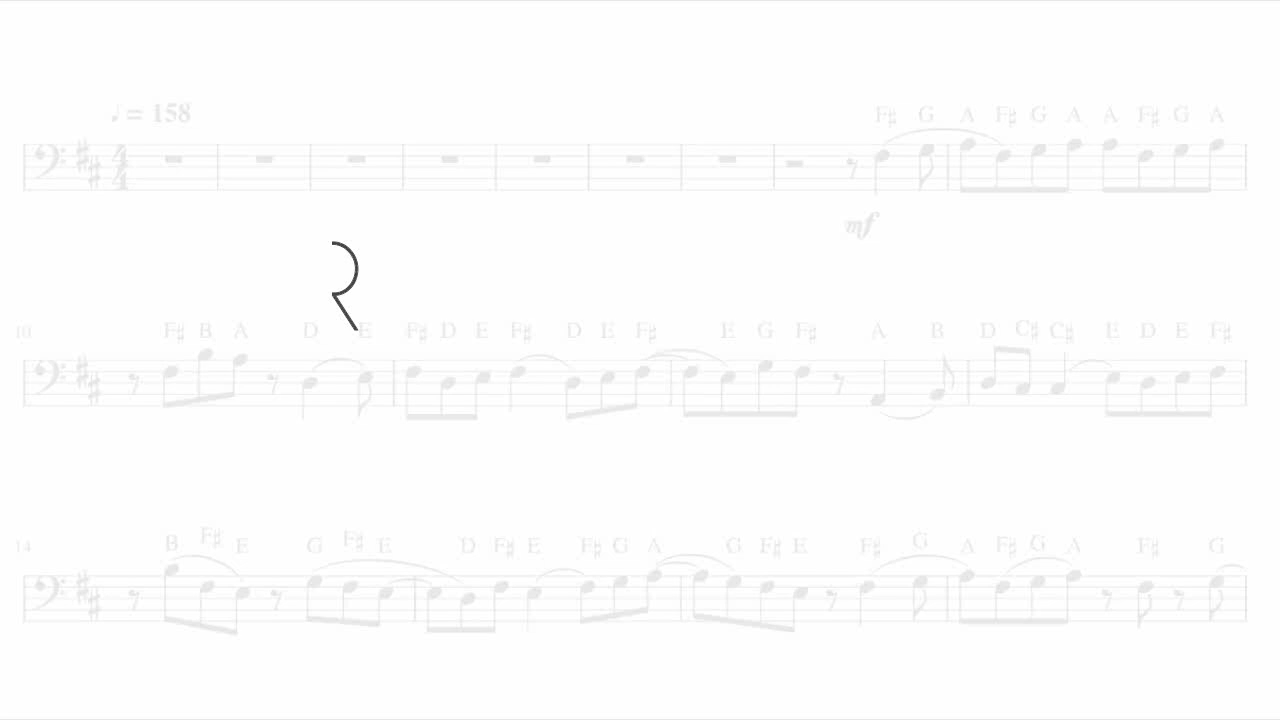 ♩ = 158
F♯ G A F♯ G A A F♯ G A
mf
10 F♯ B A D E F♯ D E F♯ D E F♯ E G F♯ A B D C♯ C♯ E D E F♯
14 B F♯ E G F♯ E D F♯ E F♯ G A G F♯ E F♯ G A F♯ G A F♯ G